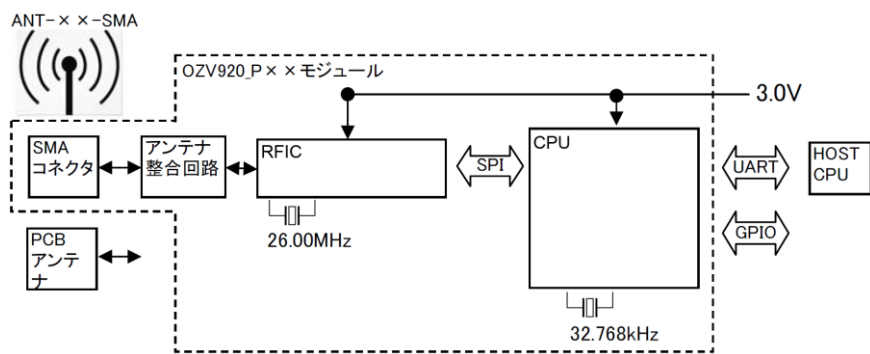 ANT-××-SMA
OZV920_P××モジュール
3.0V
SMA
コネクタ
アンテナ
整合回路
RFIC
SPI
CPU
UART
HOST
CPU
26.00MHz
GPIO
PCB
アンテ
ナ
32.768kHz